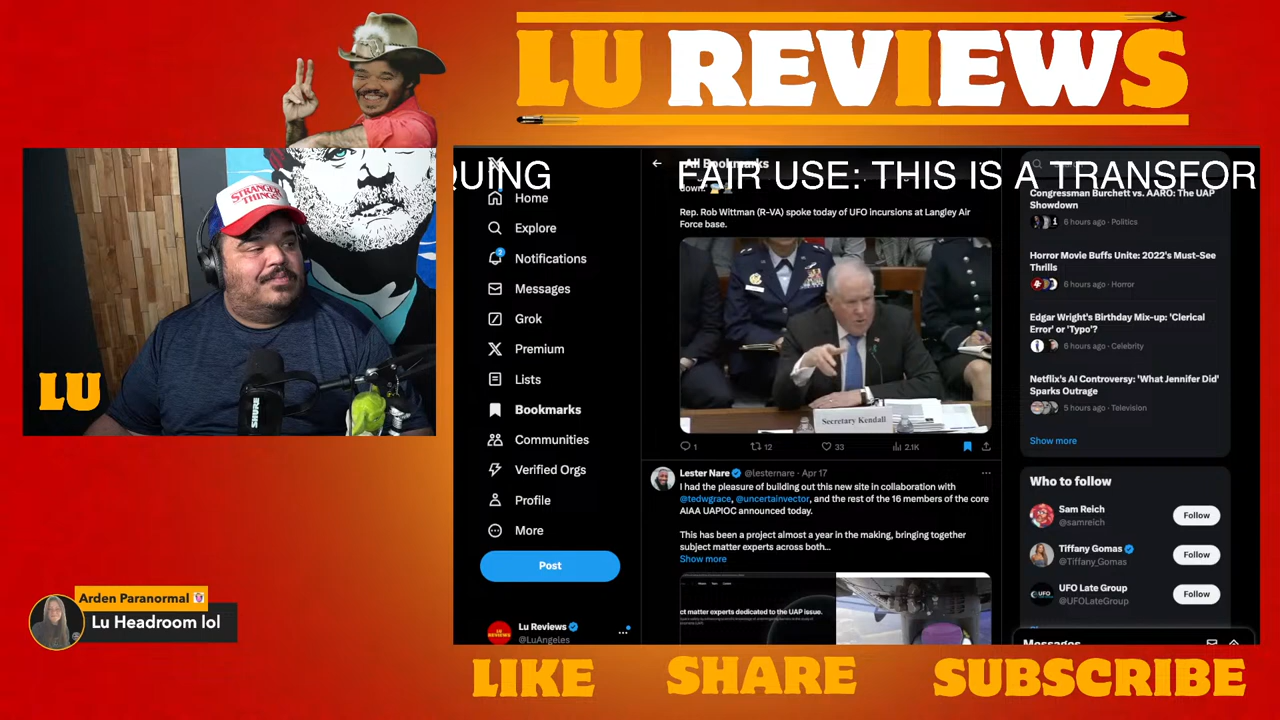 LU REVIEWS
STRANGER
THINGS
LU
SHURE
Arden Paranormal
Lu Headroom lol
QUING FAIR USE: THIS IS A TRANSFOR
All Bookmarks
Home
Explore
Notifications
Messages
Grok
Premium
Lists
Bookmarks
Communities
Verified Orgs
Profile
More
Post
Lu Reviews
@LuAngeles
down.
Rep. Rob Wittman (R-VA) spoke today of UFO incursions at Langley Air
Force base.
Secretary Kendall
1 12 33 2.1K
Lester Nare @lesternare · Apr 17
I had the pleasure of building out this new site in collaboration with
@tedwgrace, @uncertainvector, and the rest of the 16 members of the core
AIAA UAPIOC announced today.
This has been a project almost a year in the making, bringing together
subject matter experts across both...
Show more
ct matter experts dedicated to the UAP issue.
Congressman Burchett vs. AARO: The UAP
Showdown
6 hours ago · Politics
Horror Movie Buffs Unite: 2022's Must-See
Thrills
6 hours ago · Horror
Edgar Wright's Birthday Mix-up: 'Clerical
Error' or 'Typo'?
6 hours ago · Celebrity
Netflix's AI Controversy: 'What Jennifer Did'
Sparks Outrage
5 hours ago · Television
Show more
Who to follow
Sam Reich
@samreich
Follow
Tiffany Gomas
@Tiffany_Gomas
Follow
UFO Late Group
@UFOLateGroup
Follow
Messages
LIKE SHARE SUBSCRIBE